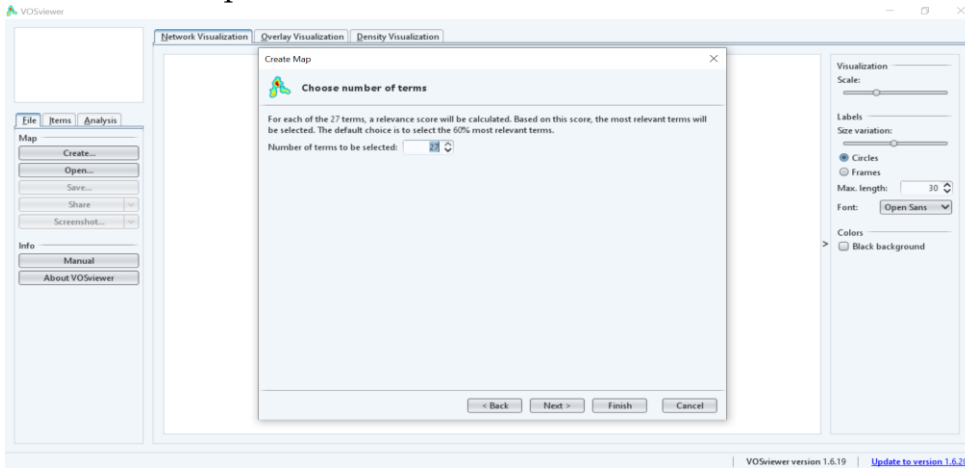 VOSviewer
Network Visualization
Overlay Visualization
Density Visualization
File
Items
Analysis
Map
Create...
Open...
Save...
Share
Screenshot...
Info
Manual
About VOSviewer
Create Map
Choose number of terms
For each of the 27 terms, a relevance score will be calculated. Based on this score, the most relevant terms will
be selected. The default choice is to select the 60% most relevant terms.
Number of terms to be selected: 27
< Back
Next >
Finish
Cancel
Visualization
Scale:
Labels
Size variation:
Circles
Frames
Max. length: 30
Font: Open Sans
Colors
Black background
>
VOSviewer version 1.6.19
Update to version 1.6.20